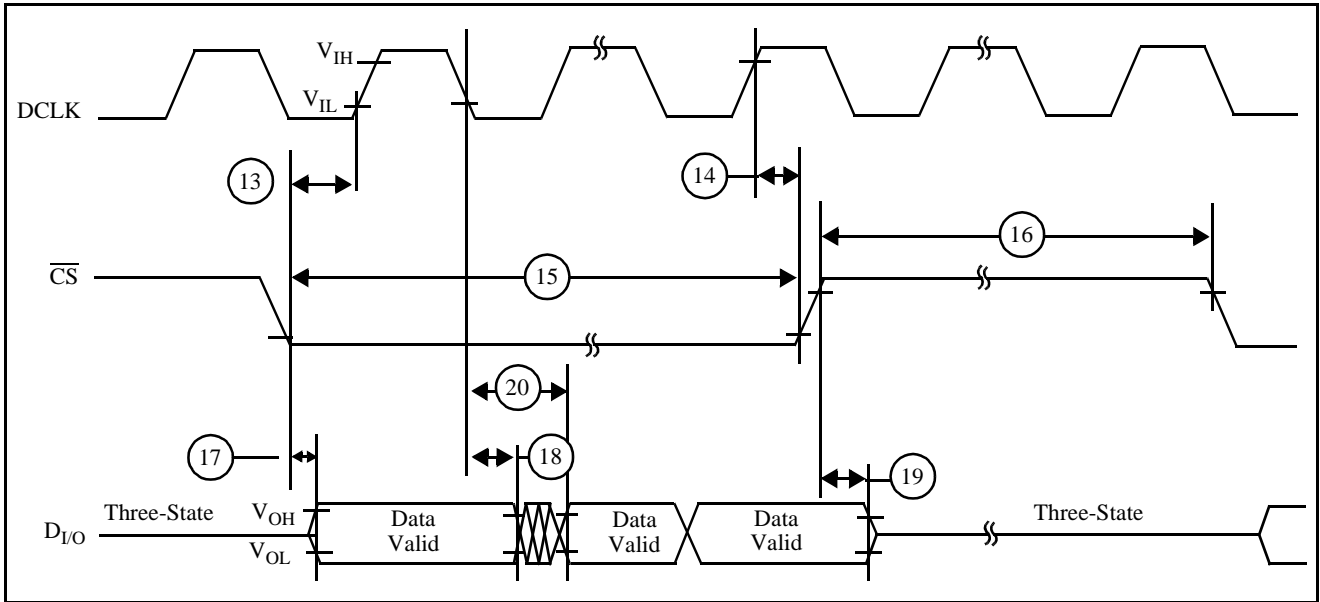 V_IH
V_IL
DCLK
13
14
16
CS̅
15
20
17
18
19
Three-State
V_OH
Data
Valid
Data
Valid
Data
Valid
Three-State
D_I/O
V_OL